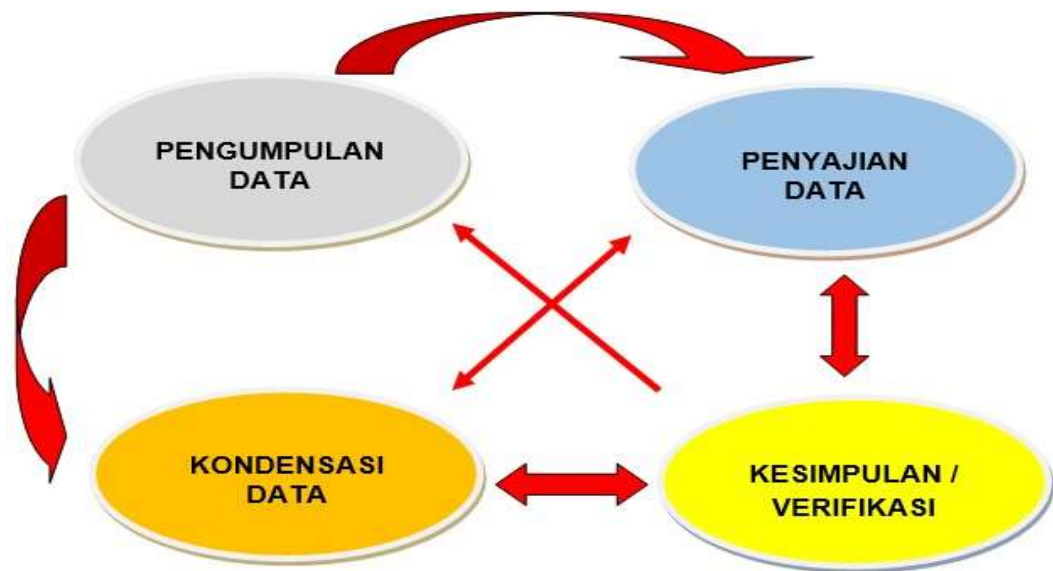 PENGUMPULAN
DATA
PENYAJIAN
DATA
KONDENSASI
DATA
KESIMPULAN /
VERIFIKASI